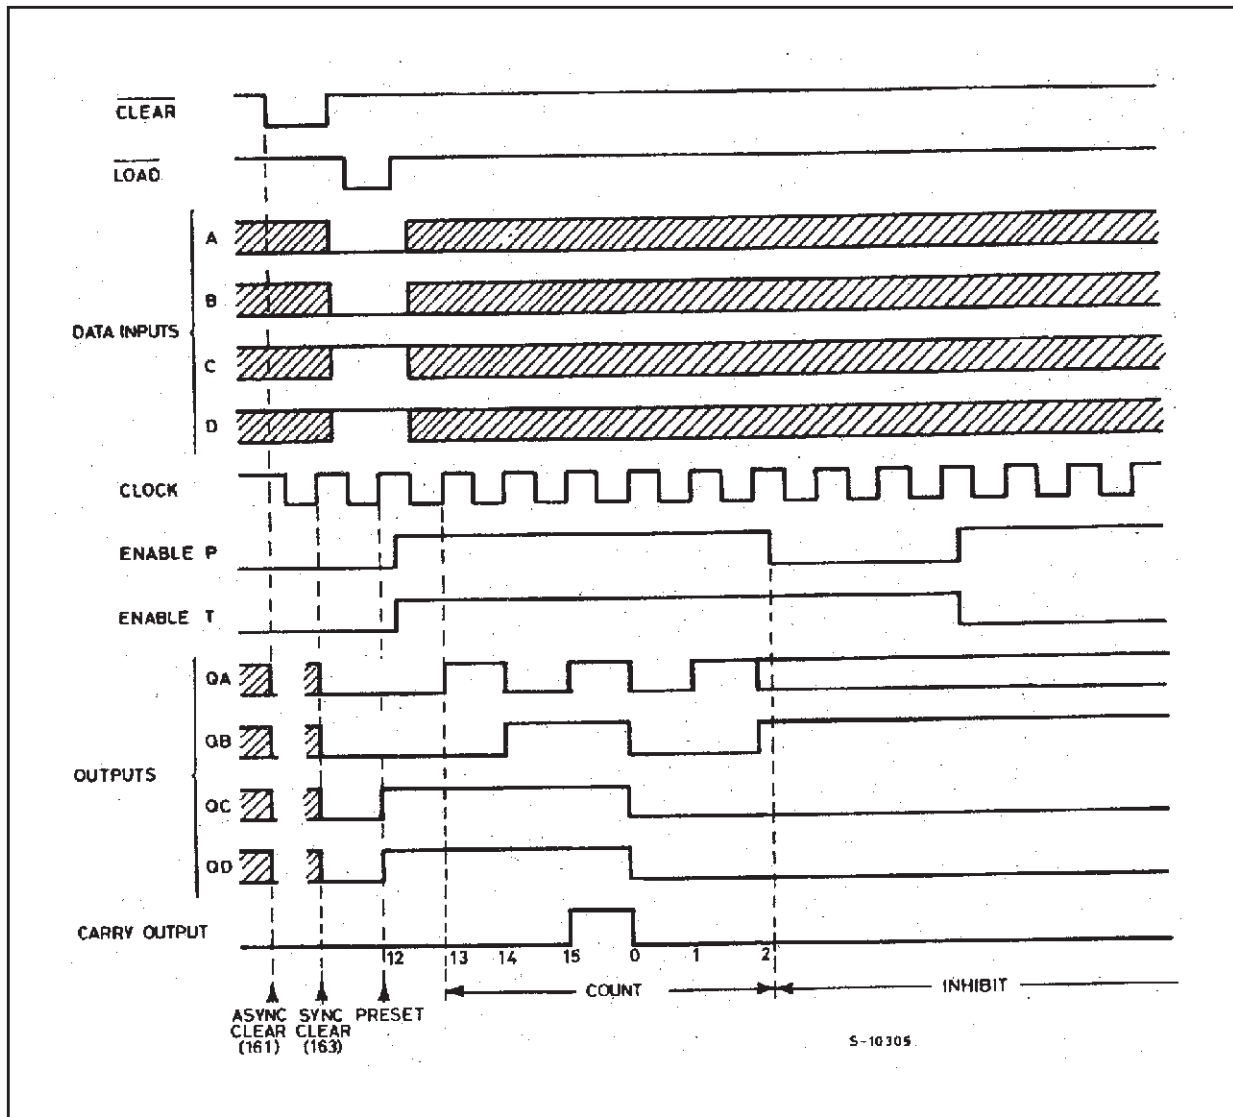 CLEAR
LOAD
A
B
DATA INPUTS
C
D
CLOCK
ENABLE P
ENABLE T
QA
QB
OUTPUTS
QC
QD
CARRY OUTPUT
12 13 14 15 0 1 2
COUNT INHIBIT
ASYNC CLEAR (161)
SYNC CLEAR (163)
PRESET
S-10305